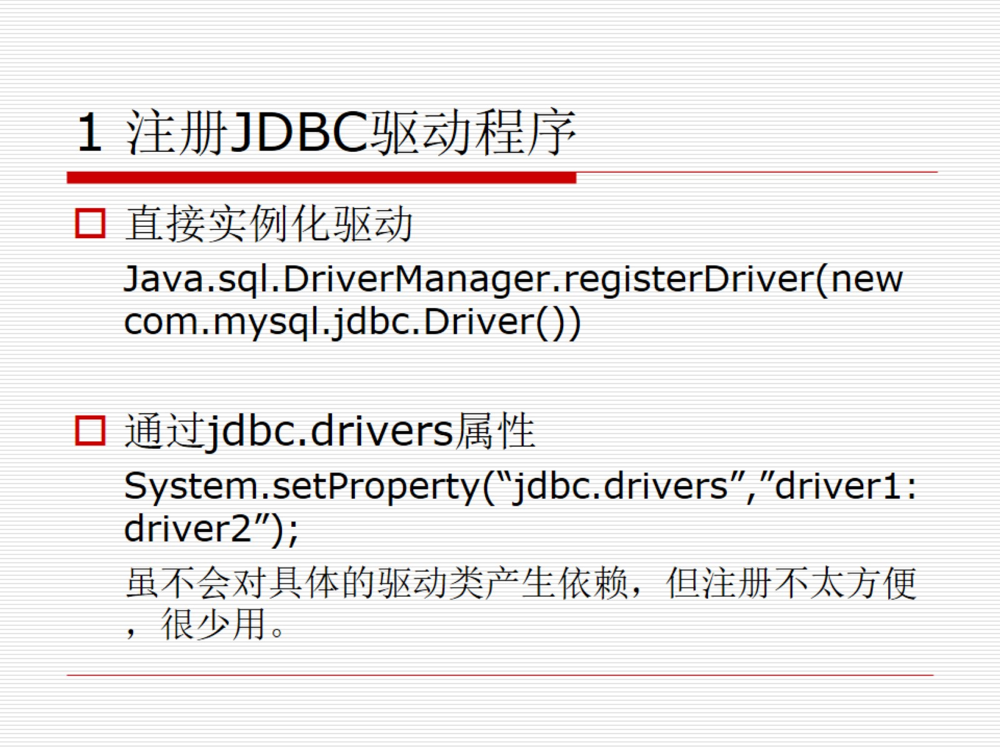 1 注册JDBC驱动程序
直接实例化驱动
Java.sql.DriverManager.registerDriver(new
com.mysql.jdbc.Driver())
通过jdbc.drivers属性
System.setProperty(“jdbc.drivers”,”driver1:
driver2”);
虽不会对具体的驱动类产生依赖，但注册不太方便
，很少用。